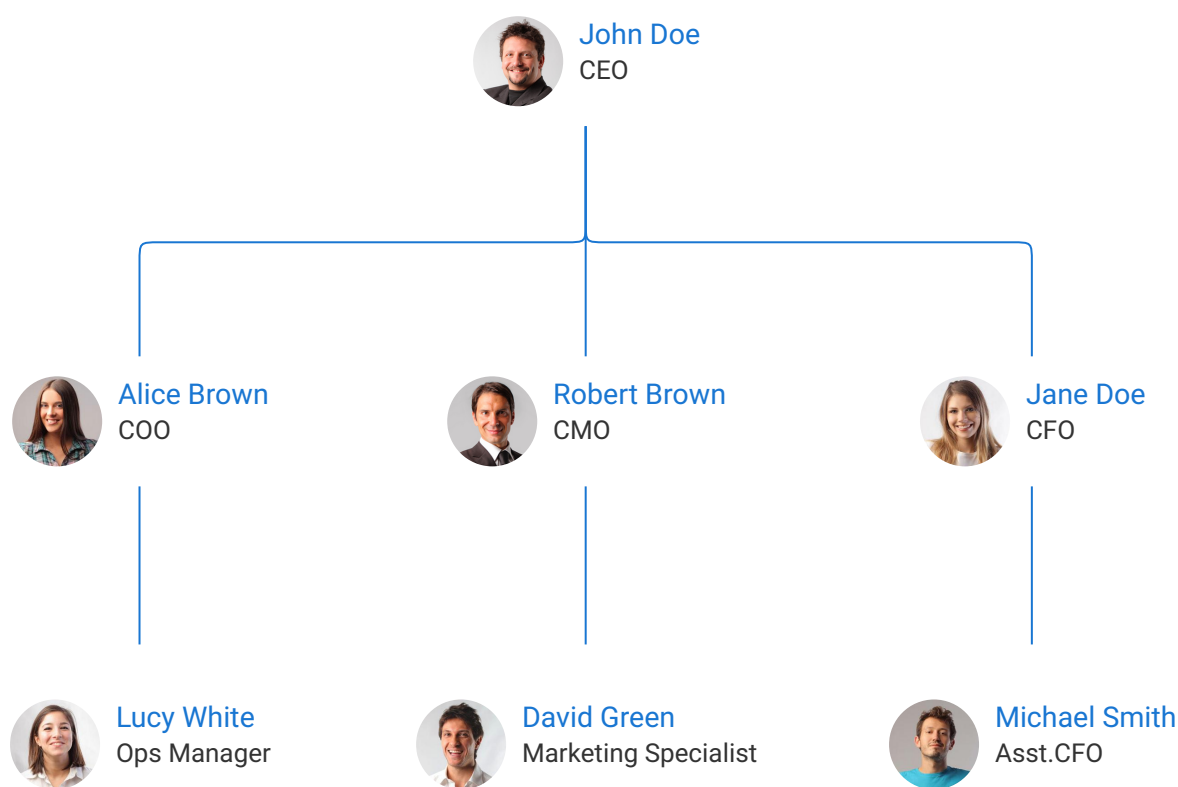 John Doe
CEO
Alice Brown
COO
Robert Brown
CMO
Jane Doe
CFO
Lucy White
Ops Manager
David Green
Marketing Specialist
Michael Smith
Asst.CFO